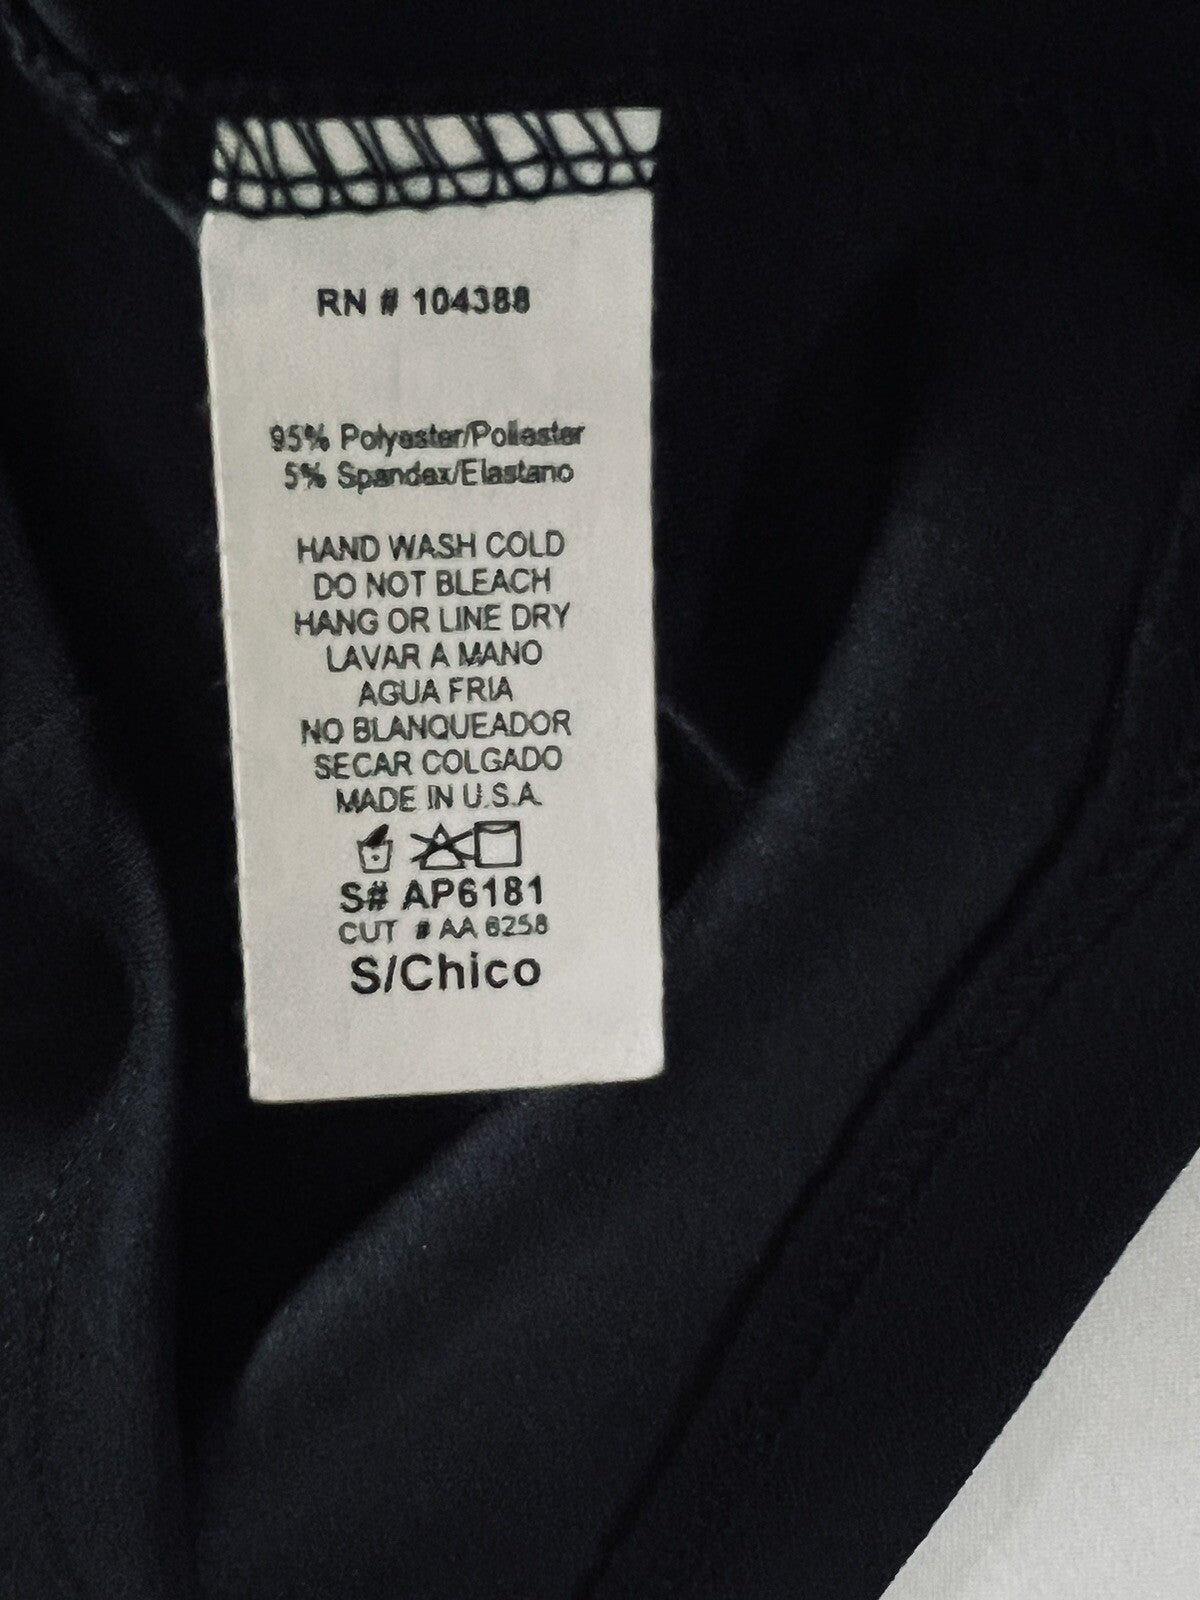 RN # 104388
95% Polyester/Poliester
5% Spandex/Elastano
HAND WASH COLD
DO NOT BLEACH
HANG OR LINE DRY
LAVAR A MANO
AGUA FRIA
NO BLANQUEADOR
SECAR COLGADO
MADE IN U.S.A.
S# AP6181
CUT # AA 6258
S/Chico